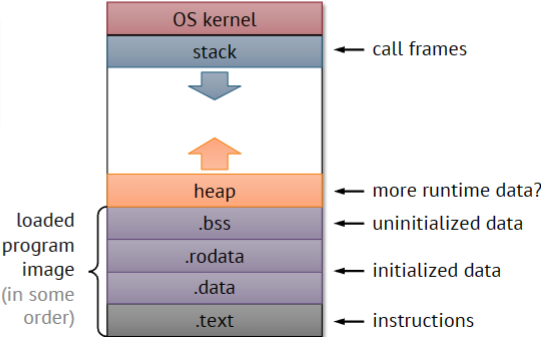 OS kernel
stack
call frames
heap
more runtime data?
.bss
uninitialized data
.rodata
initialized data
.data
.text
instructions
loaded
program
image
(in some
order)